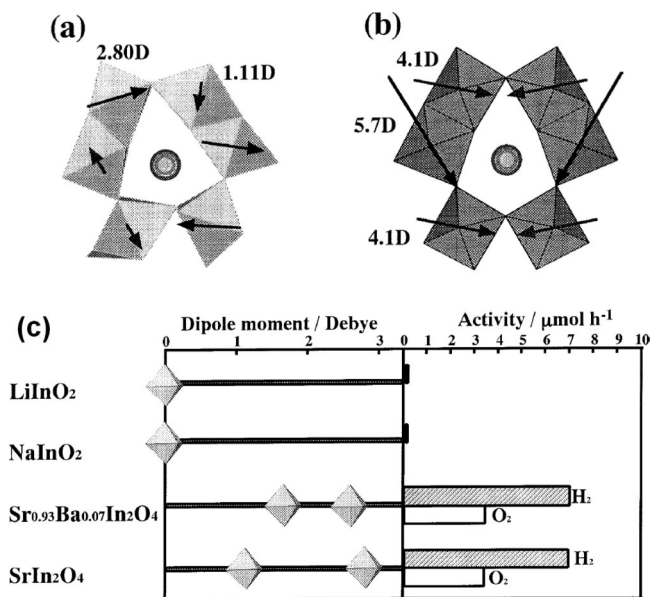 (a)
2.80D
1.11D
(b)
4.1D
5.7D
4.1D
(c)
Dipole moment / Debye
Activity / μmol h⁻¹
0 1 2 3 0 1 2 3 4 5 6 7 8 9 10
LiInO₂
NaInO₂
Sr₀.₉₃Ba₀.₀₇In₂O₄
H₂
O₂
SrIn₂O₄
H₂
O₂